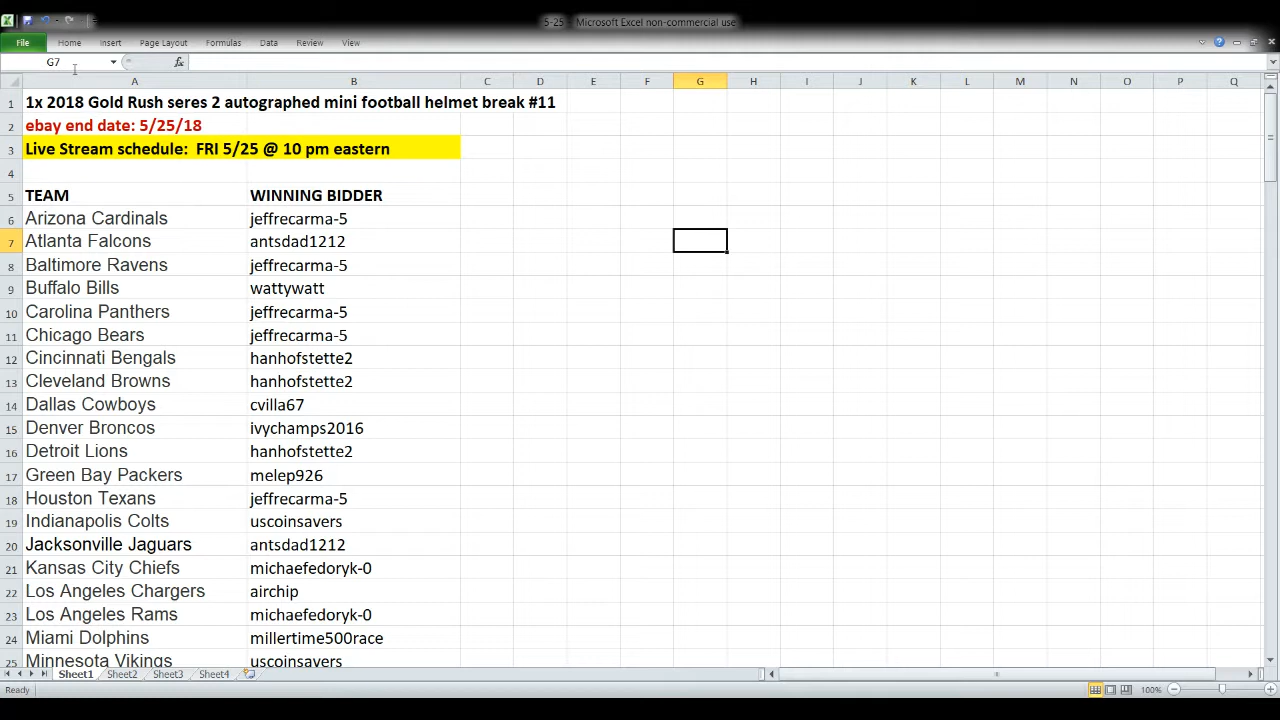 5-25 - Microsoft Excel non-commercial use
File Home Insert Page Layout Formulas Data Review View
G7 fx
A B C D E F G H I J K L M N O P Q
1 1x 2018 Gold Rush seres 2 autographed mini football helmet break #11
2 ebay end date: 5/25/18
3 Live Stream schedule: FRI 5/25 @ 10 pm eastern
4
5 TEAM WINNING BIDDER
6 Arizona Cardinals jeffrecarma-5
7 Atlanta Falcons antsdad1212
8 Baltimore Ravens jeffrecarma-5
9 Buffalo Bills wattywatt
10 Carolina Panthers jeffrecarma-5
11 Chicago Bears jeffrecarma-5
12 Cincinnati Bengals hanhofstette2
13 Cleveland Browns hanhofstette2
14 Dallas Cowboys cvilla67
15 Denver Broncos ivychamps2016
16 Detroit Lions hanhofstette2
17 Green Bay Packers melep926
18 Houston Texans jeffrecarma-5
19 Indianapolis Colts uscoinsavers
20 Jacksonville Jaguars antsdad1212
21 Kansas City Chiefs michaefedoryk-0
22 Los Angeles Chargers airchip
23 Los Angeles Rams michaefedoryk-0
24 Miami Dolphins millertime500race
25 Minnesota Vikings uscoinsavers
Sheet1 Sheet2 Sheet3 Sheet4
Ready 100%